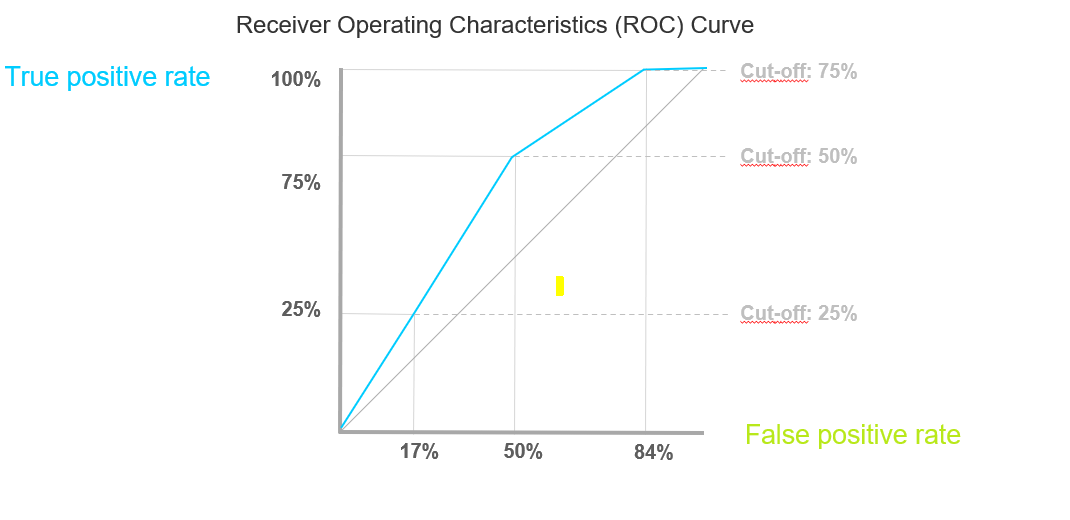 Receiver Operating Characteristics (ROC) Curve
True positive rate
100%
Cut-off: 75%
Cut-off: 50%
75%
25%
Cut-off: 25%
False positive rate
17%
50%
84%